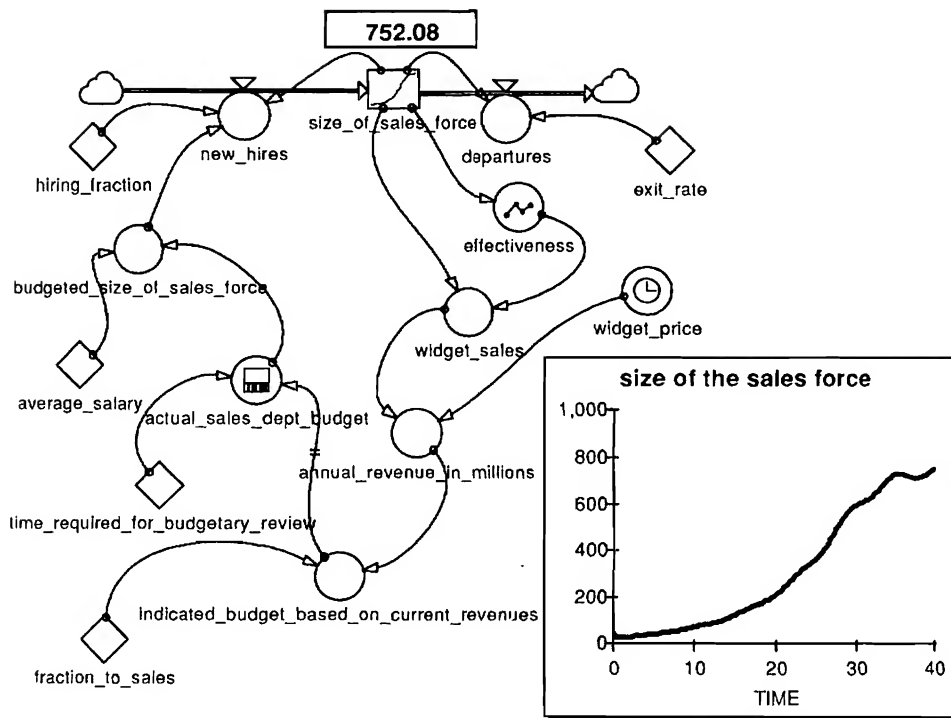 752.08
size_of_sales_force
new_hires
departures
hiring_fraction
exit_rate
effectiveness
budgeted_size_of_sales_force
widget_price
widget_sales
average_salary
actual_sales_dept_budget
annual_revenue_in_millions
time_required_for_budgetary_review
indicated_budget_based_on_current_revenues
fraction_to_sales
size of the sales force
1,000
800
600
400
200
0
0 10 20 30 40
TIME